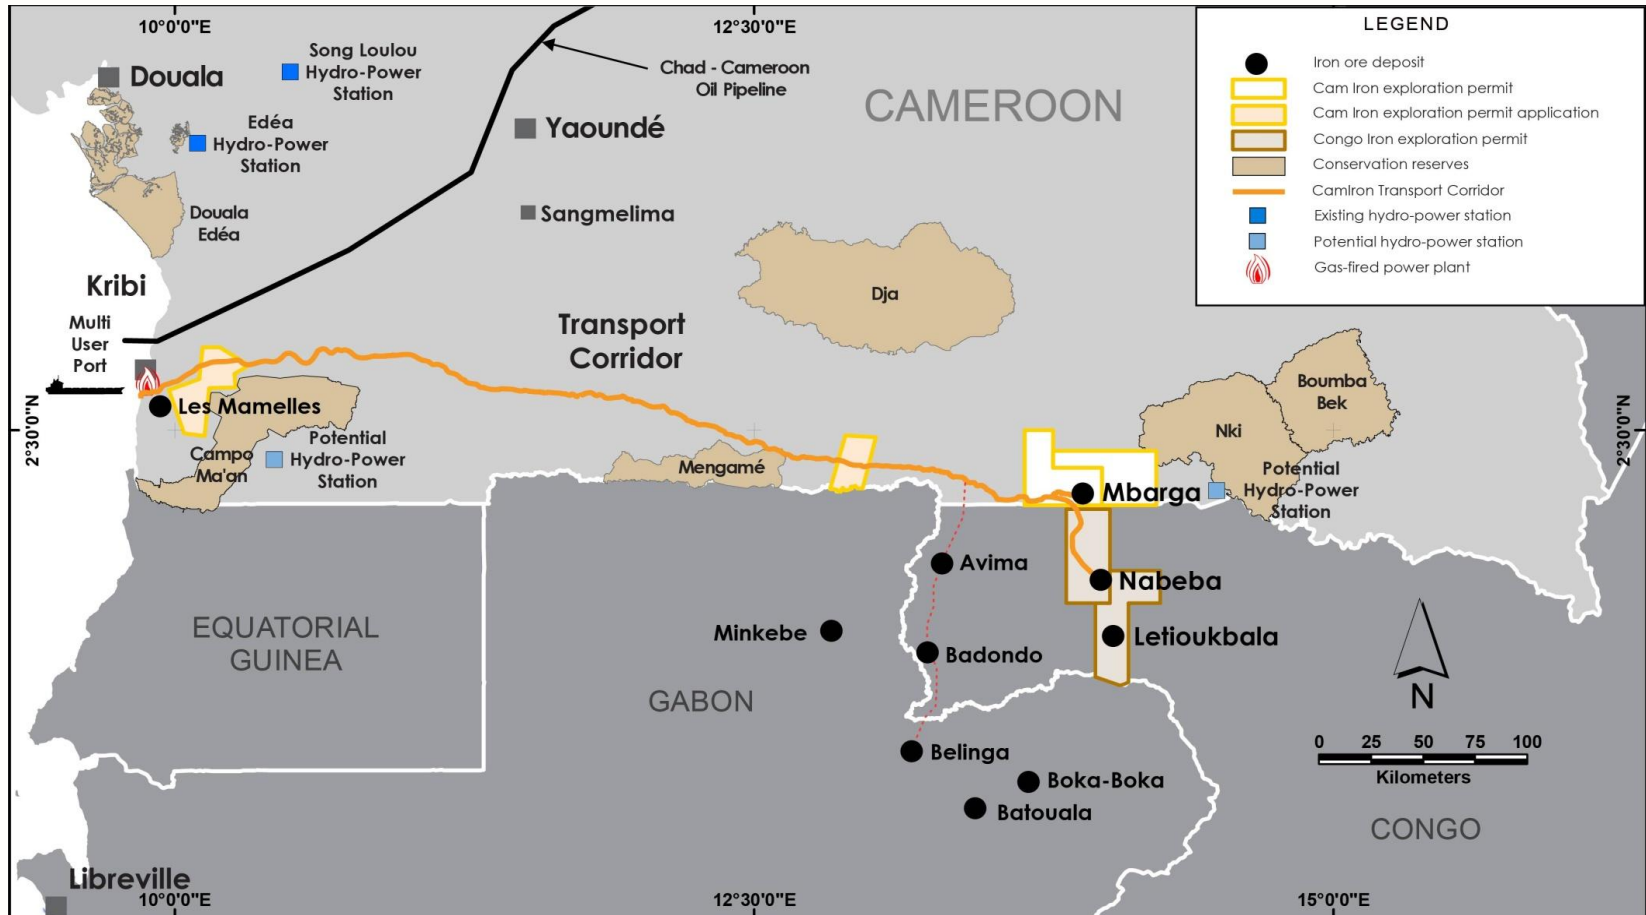 10°0'0"E
12°30'0"E
LEGEND
Iron ore deposit
Cam Iron exploration permit
Cam Iron exploration permit application
Congo Iron exploration permit
Conservation reserves
CamIron Transport Corridor
Existing hydro-power station
Potential hydro-power station
Gas-fired power plant
Douala
Song Loulou
Hydro-Power
Station
Edéa
Hydro-Power
Station
Chad - Cameroon
Oil Pipeline
CAMEROON
Yaoundé
Sangmelima
Douala
Edéa
Kribi
Multi
User
Port
Transport
Corridor
Dja
Boumba
Bek
Nki
2°30'0"N
2°30'0"N
Les Mamelles
Campo
Ma'an
Potential
Hydro-Power
Station
Mengamé
Mbarga
Potential
Hydro-Power
Station
Avima
Nabeba
EQUATORIAL
GUINEA
Minkebe
Badondo
Letioukbala
GABON
N
Belinga
Boka-Boka
Batouala
0 25 50 75 100
Kilometers
CONGO
Libreville
10°0'0"E
12°30'0"E
15°0'0"E